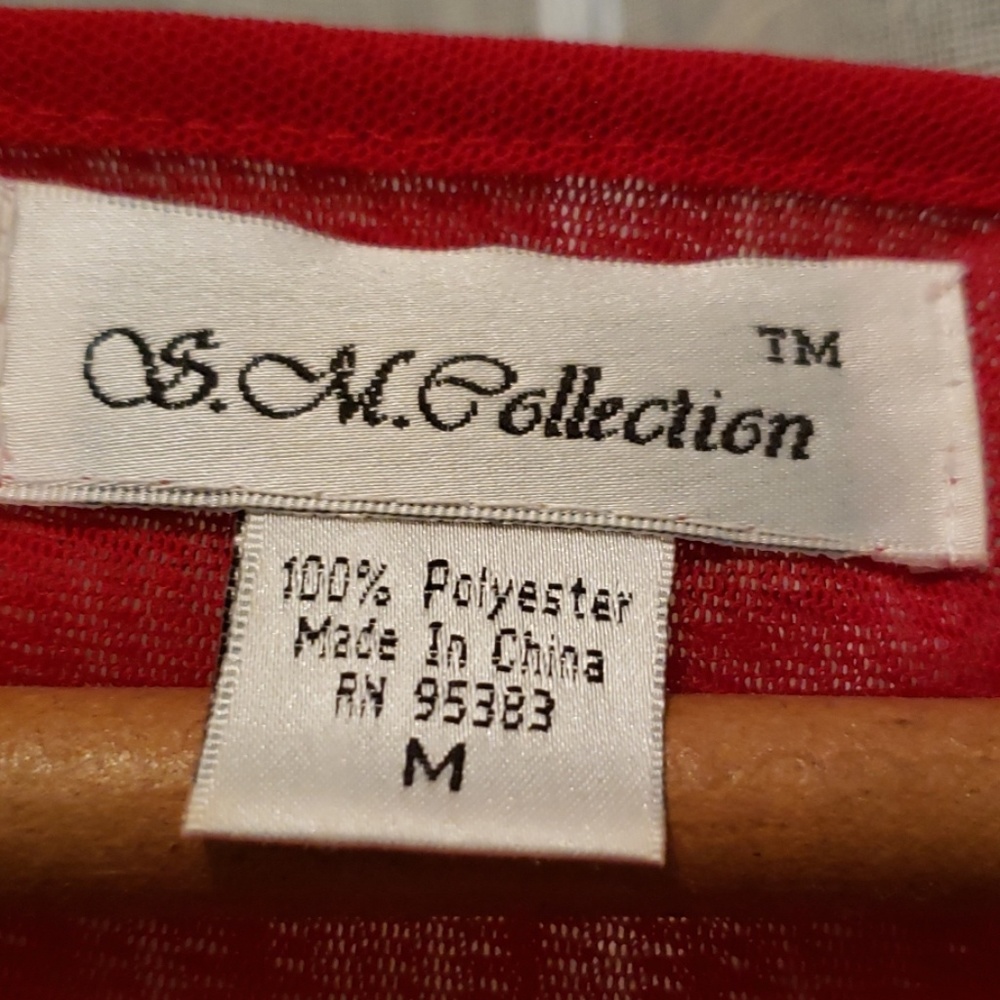 S.M.Collection ™
100% Polyester
Made In China
RN 95383
M